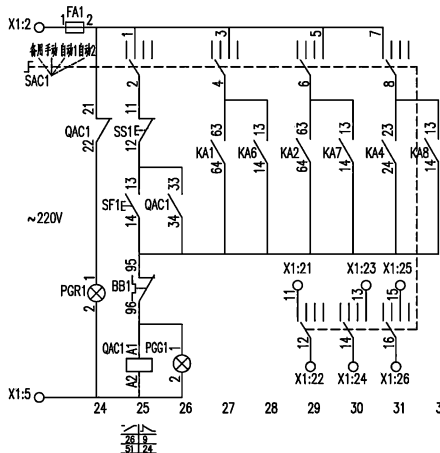 FA1
X1:2 1 2
备用 手动 自动1 自动2
SAC1
1 3 5 7
2 4 6 8
21 11
QAC1 SS1E
22 12
63 13 63 13 23 13
KA1 KA6 KA2 KA7 KA4 KA8
64 14 64 14 24 14
13 33
SF1E QAC1
14 34
~220V
95
BB1
96
X1:21 X1:23 X1:25
11 13 15
12 14 16
X1:22 X1:24 X1:26
PGR1 1 2
QAC1 A1 A2 PGG1 1 2
X1:5
24 25 26 27 28 29 30 31 3
26 9
51 24